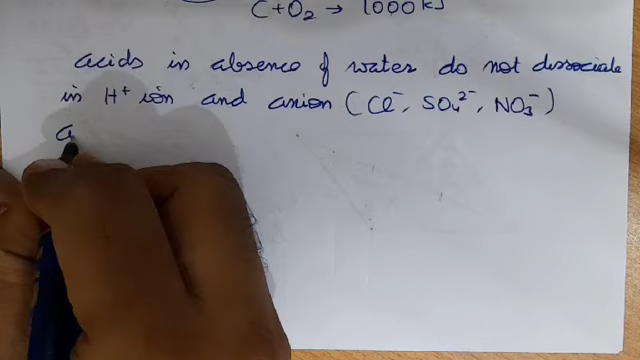 C + O₂ → 1000 kJ
acids in absence of water do not dissociate
in H⁺ ion and anion (Cl⁻, SO₄²⁻, NO₃⁻)
a